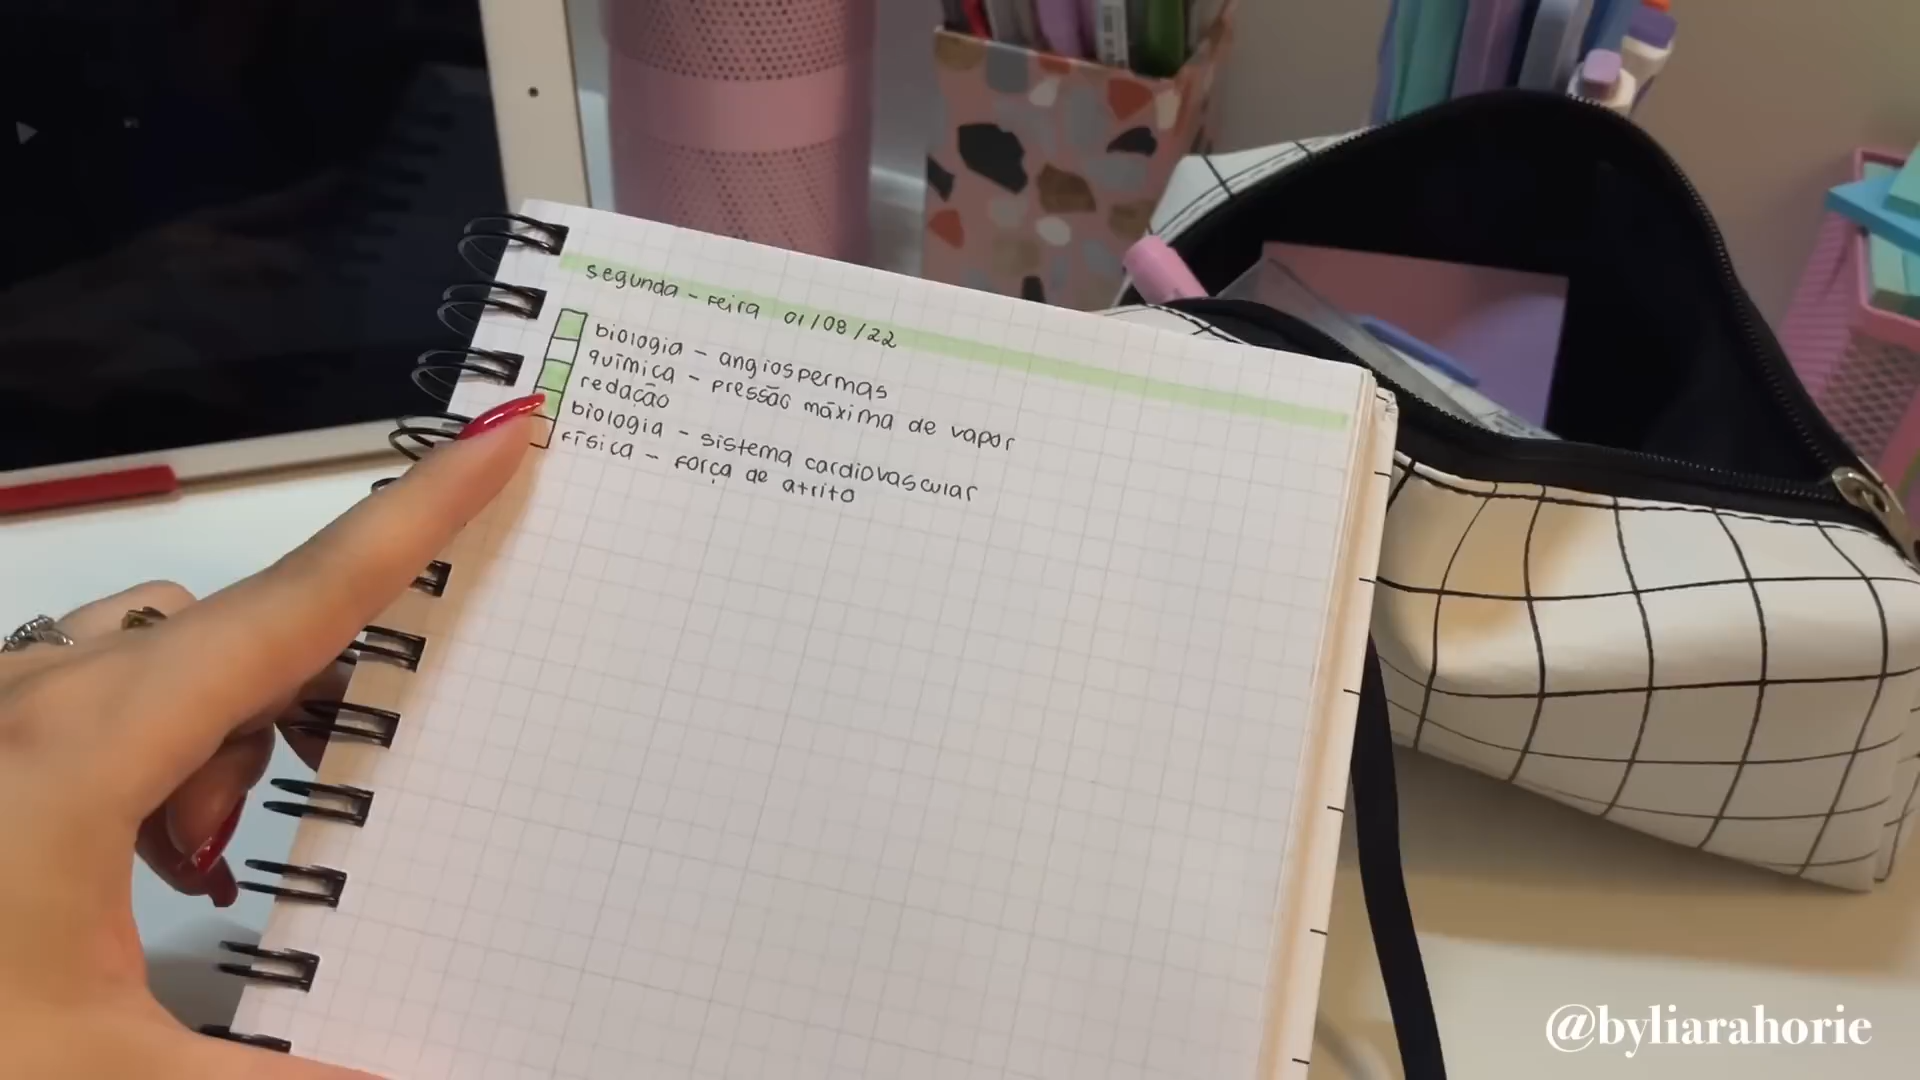 segunda-feira 01/08/22
biologia - angiospermas
química - pressão máxima de vapor
redação
biologia - sistema cardiovascular
física - força de atrito
@byliarahorie